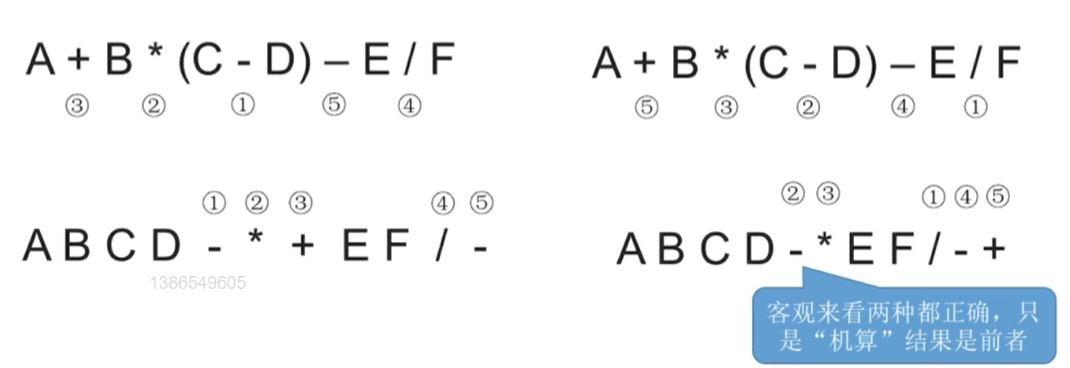 A + B * (C - D) – E / F
③ ② ① ⑤ ④
① ② ③ ④ ⑤
A B C D - * + E F / -
1386549605
A + B * (C - D) – E / F
⑤ ③ ② ④ ①
② ③ ① ④ ⑤
A B C D - * E F / - +
客观来看两种都正确，只
是“机算”结果是前者